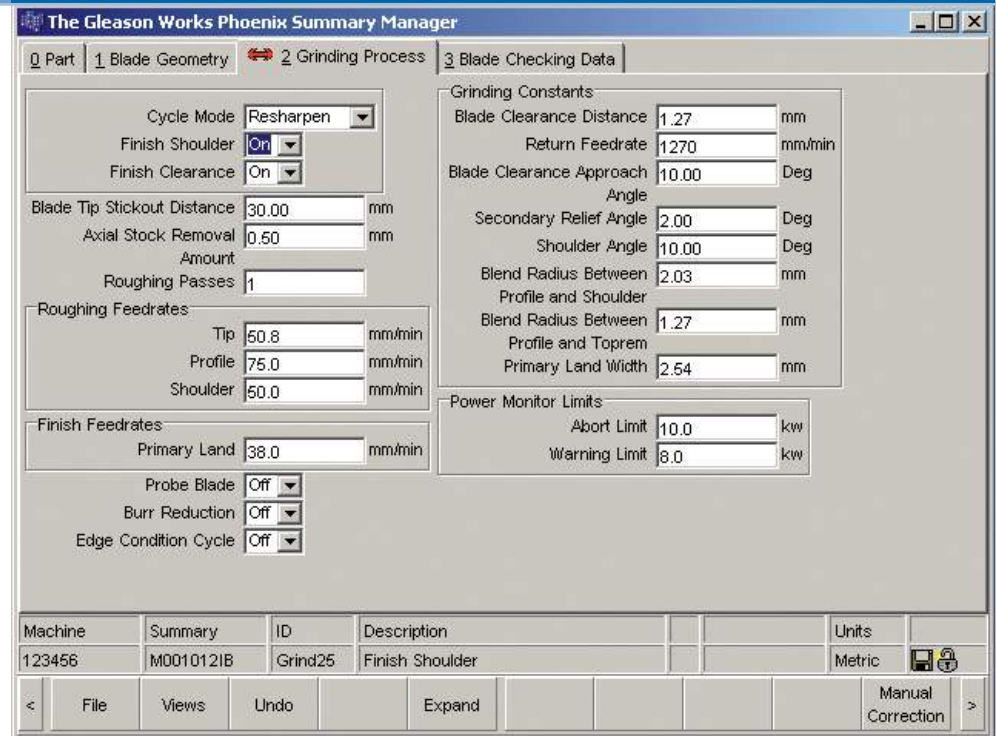 The Gleason Works Phoenix Summary Manager
0 Part
1 Blade Geometry
2 Grinding Process
3 Blade Checking Data
Cycle Mode Resharpen
Finish Shoulder On
Finish Clearance On
Blade Tip Stickout Distance 30.00 mm
Axial Stock Removal 0.50 mm
Amount
Roughing Passes 1
Roughing Feedrates
Tip 50.8 mm/min
Profile 75.0 mm/min
Shoulder 50.0 mm/min
Finish Feedrates
Primary Land 38.0 mm/min
Probe Blade Off
Burr Reduction Off
Edge Condition Cycle Off
Grinding Constants
Blade Clearance Distance 1.27 mm
Return Feedrate 1270 mm/min
Blade Clearance Approach 10.00 Deg
Angle
Secondary Relief Angle 2.00 Deg
Shoulder Angle 10.00 Deg
Blend Radius Between 2.03 mm
Profile and Shoulder
Blend Radius Between 1.27 mm
Profile and Toprem
Primary Land Width 2.54 mm
Power Monitor Limits
Abort Limit 10.0 kw
Warning Limit 8.0 kw
Machine Summary ID Description Units
123456 M001012IB Grind25 Finish Shoulder Metric
< File Views Undo Expand Manual >
Correction